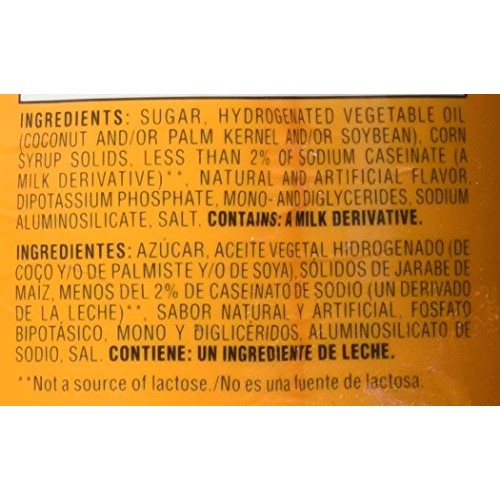 INGREDIENTS: SUGAR, HYDROGENATED VEGETABLE OIL
(COCONUT AND/OR PALM KERNEL AND/OR SOYBEAN), CORN
SYRUP SOLIDS, LESS THAN 2% OF SODIUM CASEINATE (A
MILK DERIVATIVE)**, NATURAL AND ARTIFICIAL FLAVOR,
DIPOTASSIUM PHOSPHATE, MONO- AND DIGLYCERIDES, SODIUM
ALUMINOSILICATE, SALT. CONTAINS: A MILK DERIVATIVE.
INGREDIENTES: AZÚCAR, ACEITE VEGETAL HIDROGENADO (DE
COÇO Y/O DE PALMISTE Y/O DE SOYA), SÓLIDOS DE JARABE DE
MAIZ, MENOS DEL 2% DE CASEINATO DE SODIO (UN DERIVADO
DE LA LECHE)**, SABOR NATURAL Y ARTIFICIAL, FOSFATO
BIPOTÁSICO, MONO Y DIGLICÉRIDOS, ALUMINOSILICATO DE
SODIO, SAL. CONTIENE: UN INGREDIENTE DE LECHE.
**Not a source of lactose./No es una fuente de lactosa.